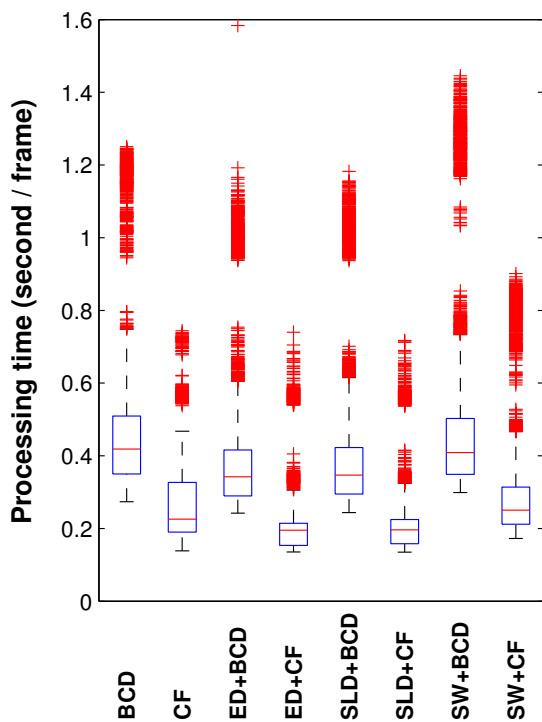 Processing time (second / frame)
1.6
1.4
1.2
1
0.8
0.6
0.4
0.2
0
BCD
CF
ED+BCD
ED+CF
SLD+BCD
SLD+CF
SW+BCD
SW+CF